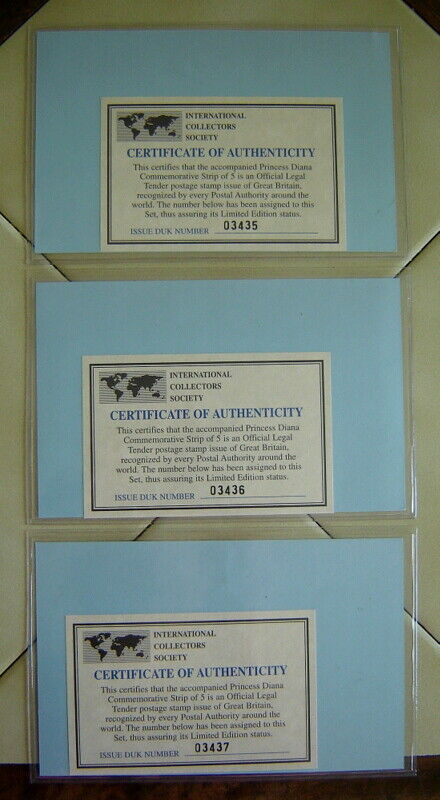 INTERNATIONAL
COLLECTORS
SOCIETY
CERTIFICATE OF AUTHENTICITY
This certifies that the accompanied Princess Diana
Commemorative Strip of 5 is an Official Legal
Tender postage stamp issue of Great Britain,
recognized by every Postal Authority around the
world. The number below has been assigned to this
Set, thus assuring its Limited Edition status.
ISSUE DUK NUMBER 03435
INTERNATIONAL
COLLECTORS
SOCIETY
CERTIFICATE OF AUTHENTICITY
This certifies that the accompanied Princess Diana
Commemorative Strip of 5 is an Official Legal
Tender postage stamp issue of Great Britain,
recognized by every Postal Authority around the
world. The number below has been assigned to this
Set, thus assuring its Limited Edition status.
ISSUE DUK NUMBER 03436
INTERNATIONAL
COLLECTORS
SOCIETY
CERTIFICATE OF AUTHENTICITY
This certifies that the accompanied Princess Diana
Commemorative Strip of 5 is an Official Legal
Tender postage stamp issue of Great Britain,
recognized by every Postal Authority around the
world. The number below has been assigned to this
Set, thus assuring its Limited Edition status.
ISSUE DUK NUMBER 03437